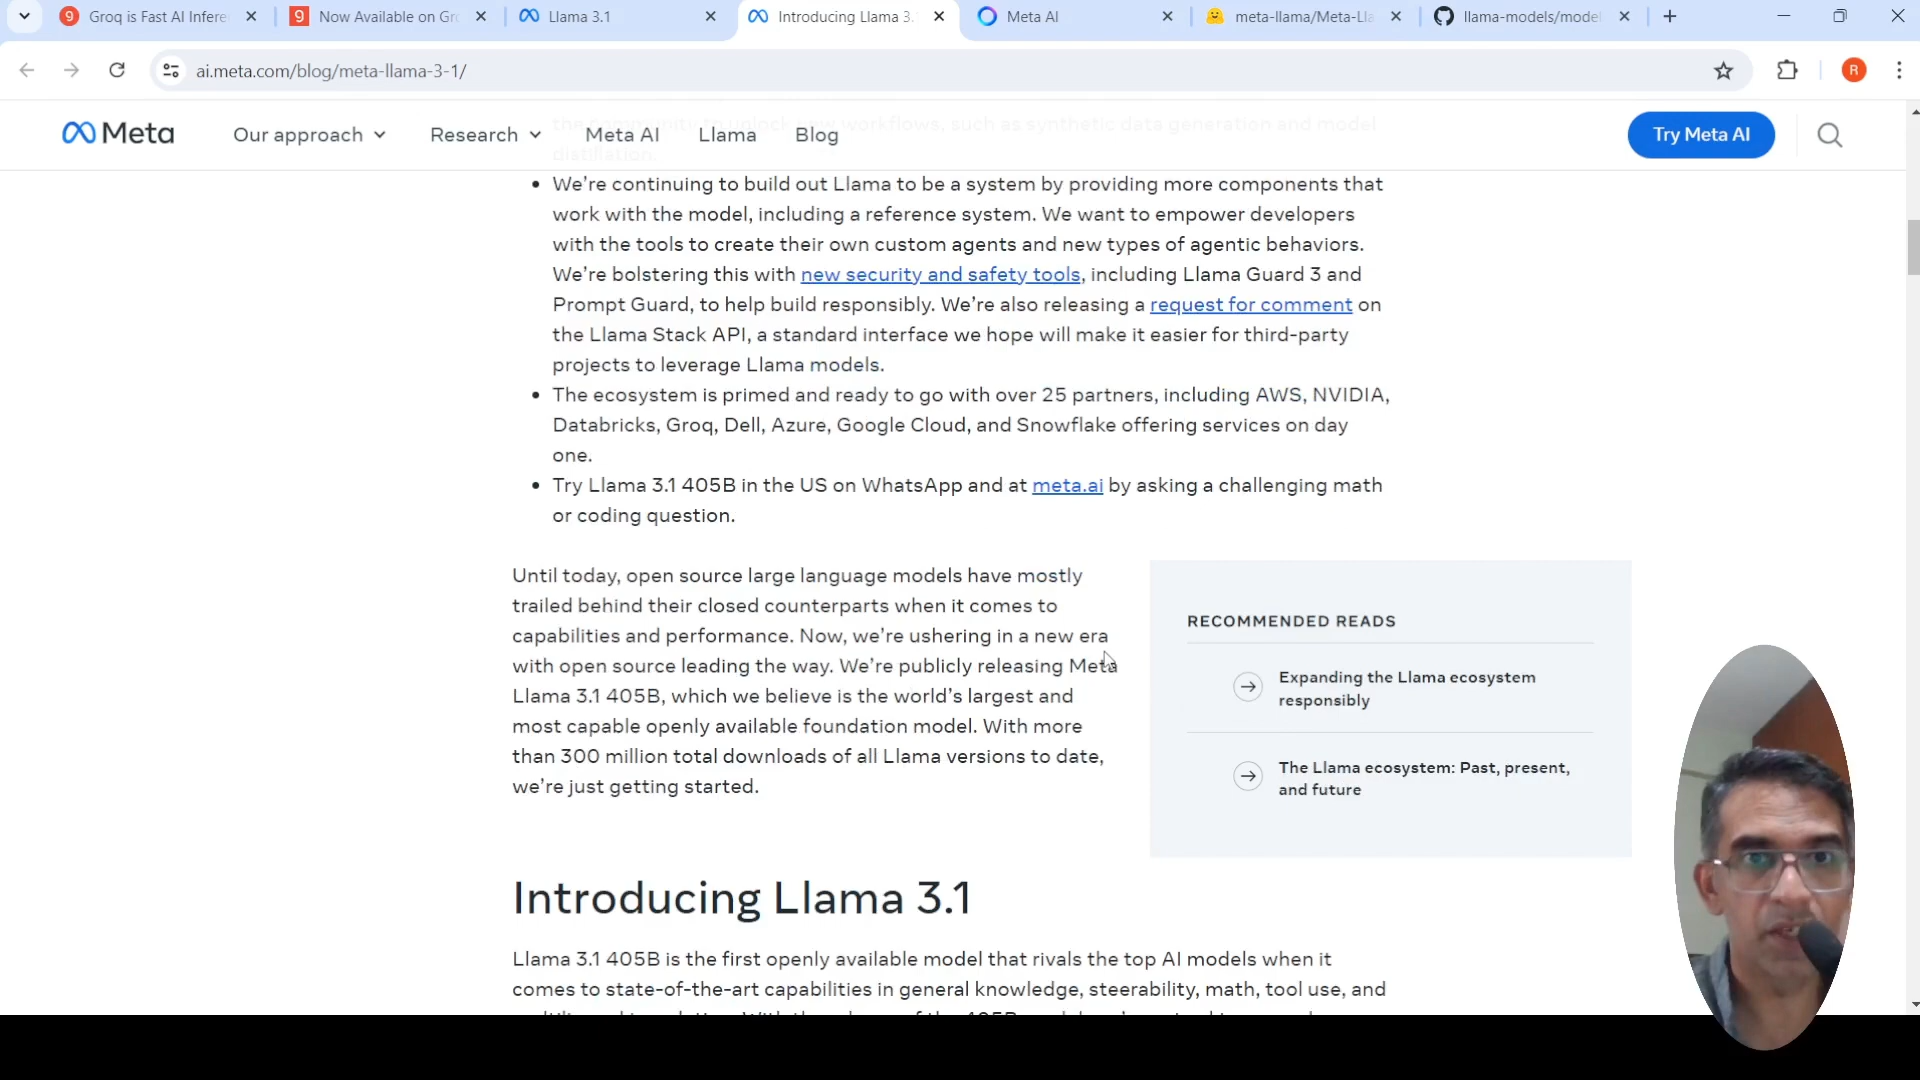 Groq is Fast AI Infere
Now Available on Gr
Llama 3.1
Introducing Llama 3.
Meta AI
meta-llama/Meta-Lla
llama-models/model
ai.meta.com/blog/meta-llama-3-1/
R
Meta
Our approach
Research
Meta AI
Llama
Blog
Try Meta AI
the community to unlock new workflows, such as synthetic data generation and model
distillation.
• We’re continuing to build out Llama to be a system by providing more components that
work with the model, including a reference system. We want to empower developers
with the tools to create their own custom agents and new types of agentic behaviors.
We’re bolstering this with new security and safety tools, including Llama Guard 3 and
Prompt Guard, to help build responsibly. We’re also releasing a request for comment on
the Llama Stack API, a standard interface we hope will make it easier for third-party
projects to leverage Llama models.
• The ecosystem is primed and ready to go with over 25 partners, including AWS, NVIDIA,
Databricks, Groq, Dell, Azure, Google Cloud, and Snowflake offering services on day
one.
• Try Llama 3.1 405B in the US on WhatsApp and at meta.ai by asking a challenging math
or coding question.
Until today, open source large language models have mostly
trailed behind their closed counterparts when it comes to
capabilities and performance. Now, we’re ushering in a new era
with open source leading the way. We’re publicly releasing Meta
Llama 3.1 405B, which we believe is the world’s largest and
most capable openly available foundation model. With more
than 300 million total downloads of all Llama versions to date,
we’re just getting started.
RECOMMENDED READS
Expanding the Llama ecosystem
responsibly
The Llama ecosystem: Past, present,
and future
Introducing Llama 3.1
Llama 3.1 405B is the first openly available model that rivals the top AI models when it
comes to state-of-the-art capabilities in general knowledge, steerability, math, tool use, and